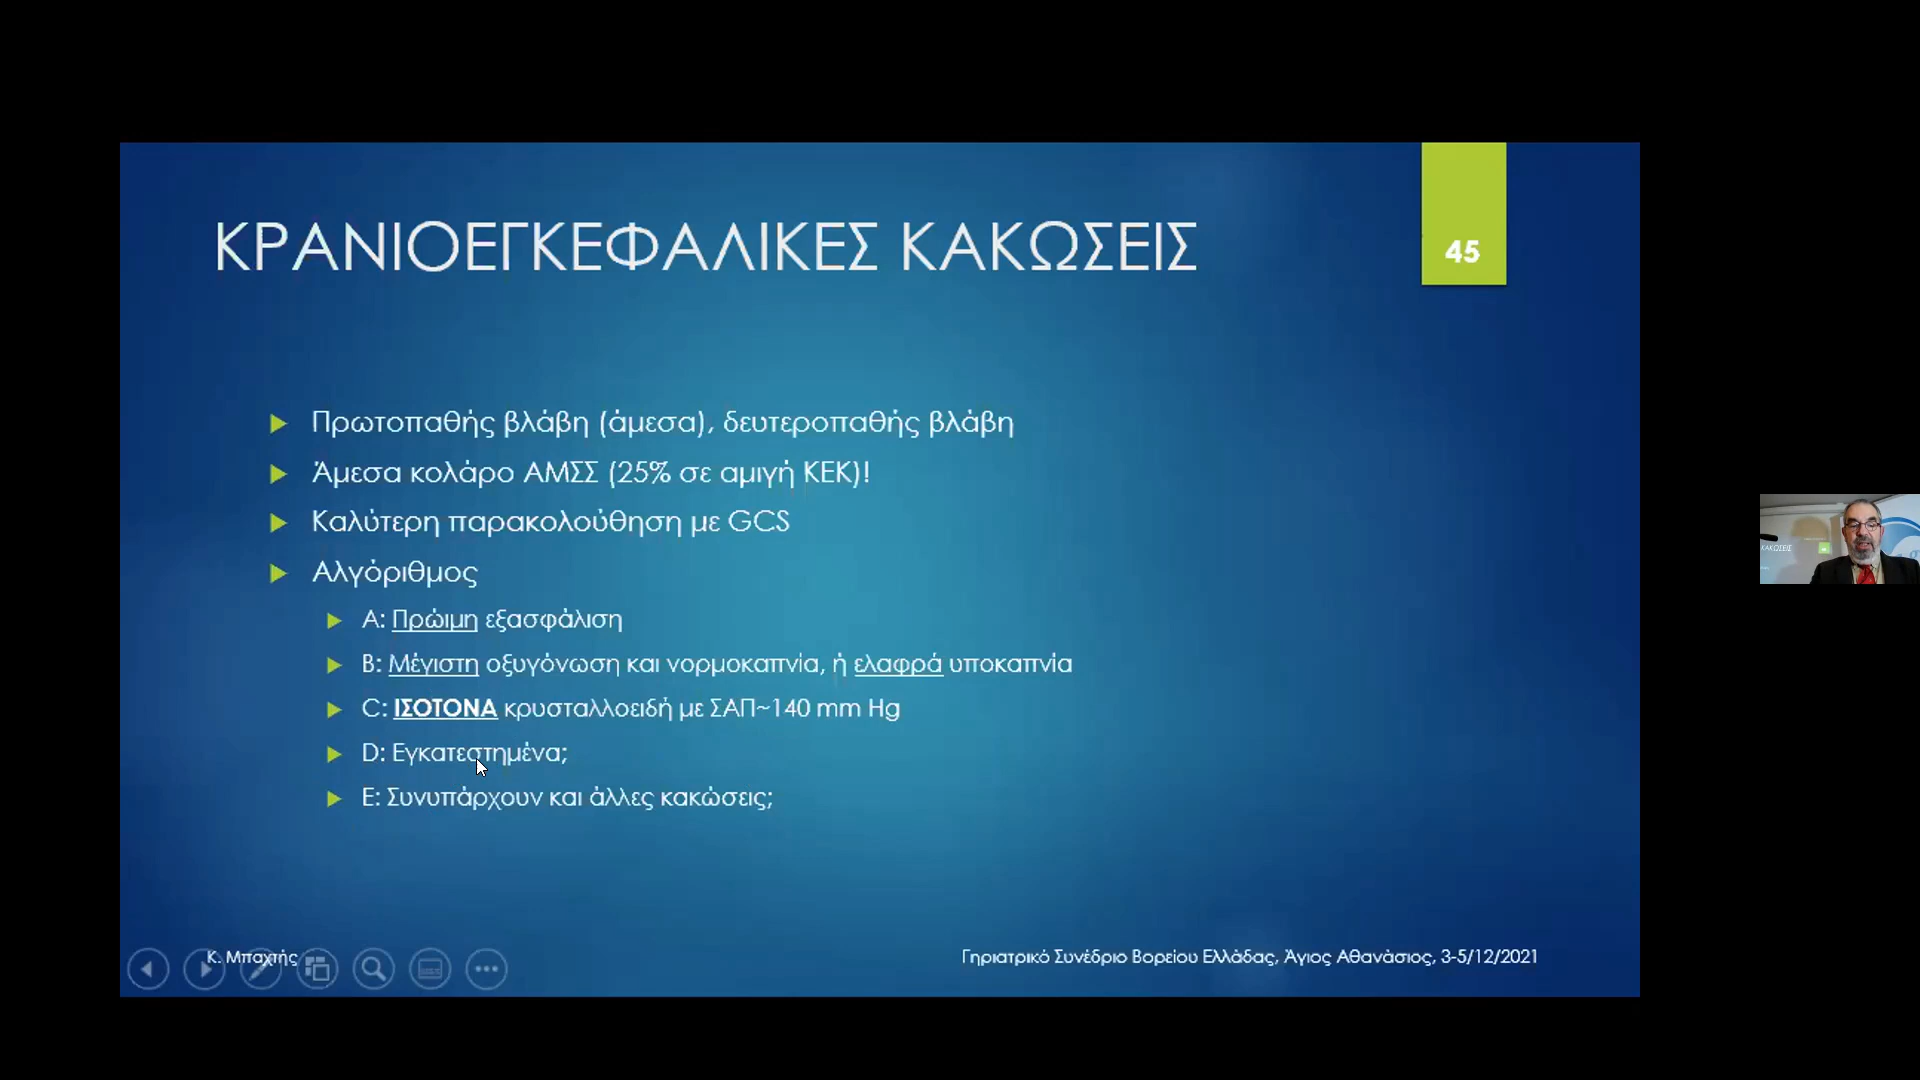 ΚΡΑΝΙΟΕΓΚΕΦΑΛΙΚΕΣ ΚΑΚΩΣΕΙΣ
45
Πρωτοπαθής βλάβη (άμεσα), δευτεροπαθής βλάβη
Άμεσα κολάρο ΑΜΣΣ (25% σε αμιγή ΚΕΚ)!
Καλύτερη παρακολούθηση με GCS
Αλγόριθμος
A: Πρώιμη εξασφάλιση
B: Μέγιστη οξυγόνωση και νορμοκαπνία, ή ελαφρά υποκαπνία
C: ΙΣΟΤΟΝΑ κρυσταλλοειδή με ΣΑΠ~140 mm Hg
D: Εγκατεστημένα;
E: Συνυπάρχουν και άλλες κακώσεις;
Κ. Μπαχτής
Γηριατρικό Συνέδριο Βορείου Ελλάδας, Άγιος Αθανάσιος, 3-5/12/2021
ΚΑΚΩΣΕΙΣ